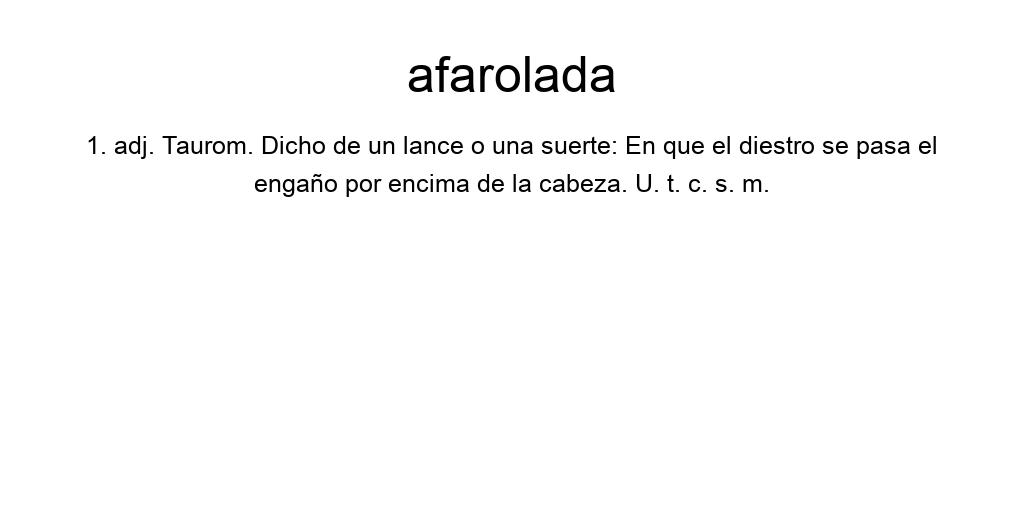 afarolada
1. adj. Taurom. Dicho de un lance o una suerte: En que el diestro se pasa el
engaño por encima de la cabeza. U. t. c. s. m.